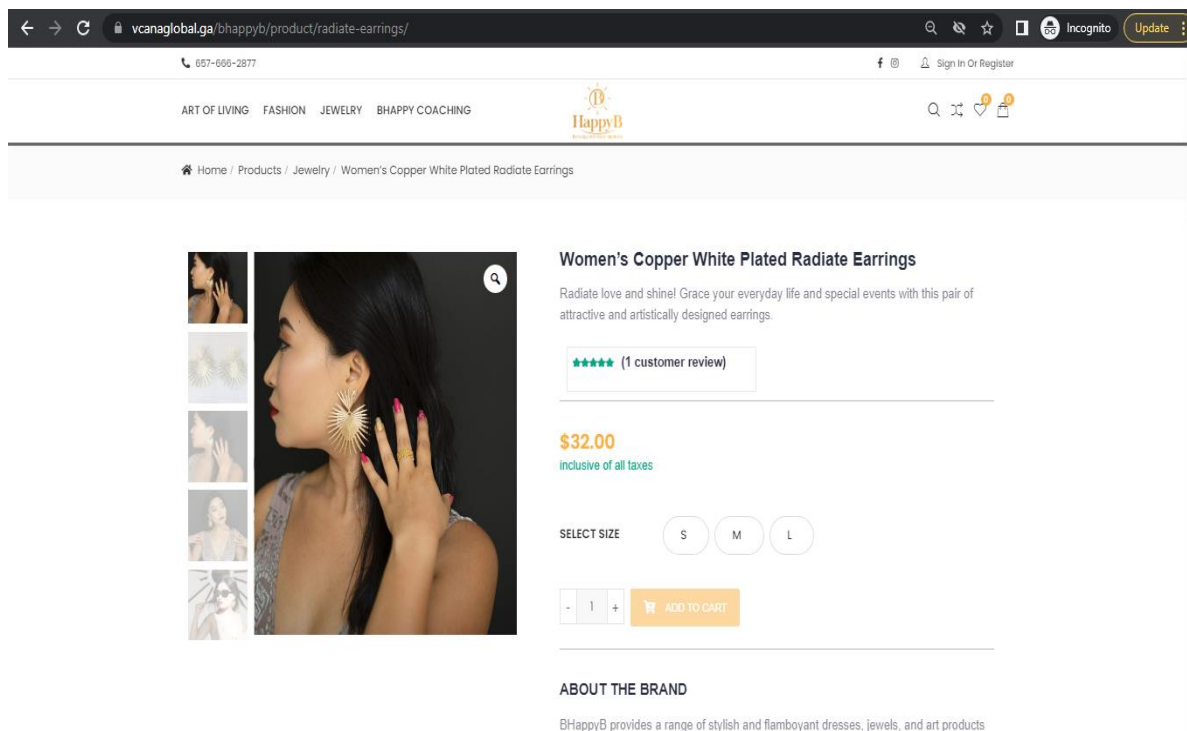 vcanaglobal.ga/bhappyb/product/radiate-earrings/
Incognito
Update
657-666-2877
Sign In Or Register
ART OF LIVING FASHION JEWELRY BHAPPY COACHING
B
HappyB
0 0
Home / Products / Jewelry / Women's Copper White Plated Radiate Earrings
Women's Copper White Plated Radiate Earrings
Radiate love and shine! Grace your everyday life and special events with this pair of
attractive and artistically designed earrings.
(1 customer review)
$32.00
inclusive of all taxes
SELECT SIZE S M L
- 1 + ADD TO CART
ABOUT THE BRAND
BHappyB provides a range of stylish and flamboyant dresses, jewels, and art products